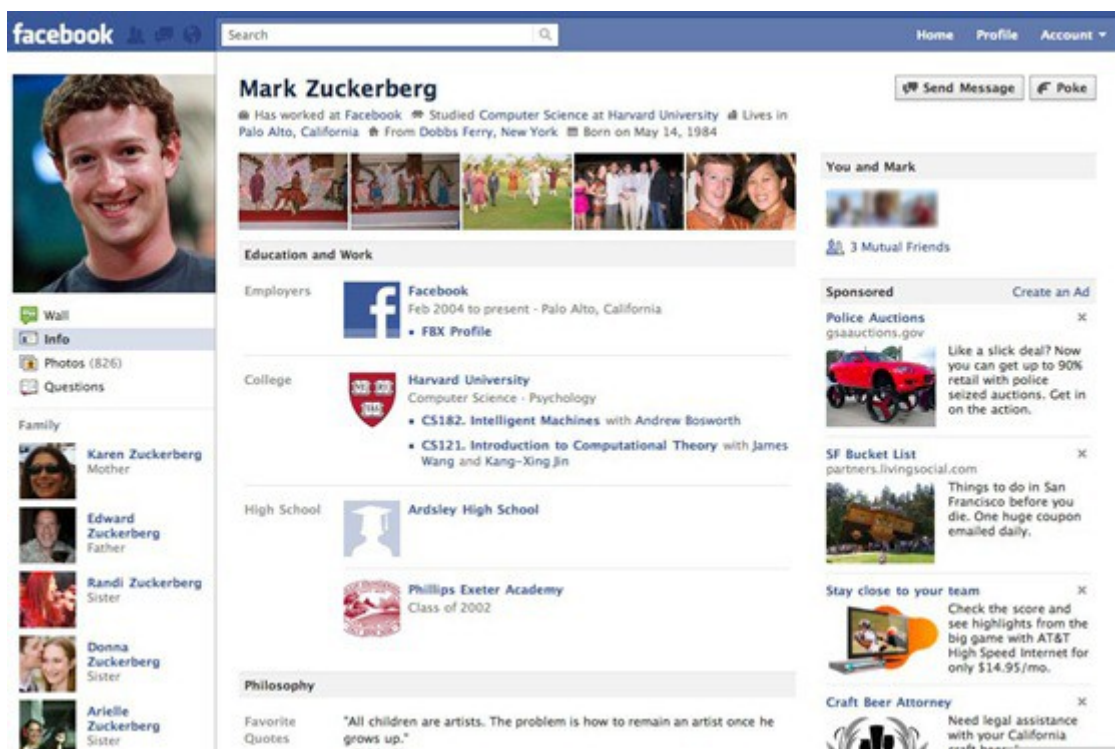 facebook
Search
Home Profile Account
Mark Zuckerberg
Send Message
Poke
Has worked at Facebook Studied Computer Science at Harvard University Lives in
Palo Alto, California From Dobbs Ferry, New York Born on May 14, 1984
Wall
Info
Photos (826)
Questions
Family
Karen Zuckerberg
Mother
Edward
Zuckerberg
Father
Randi Zuckerberg
Sister
Donna
Zuckerberg
Sister
Arielle
Zuckerberg
Sister
Education and Work
Employers
f
Facebook
Feb 2004 to present · Palo Alto, California
• FBX Profile
College
Harvard University
Computer Science · Psychology
• CS182. Intelligent Machines with Andrew Bosworth
• CS121. Introduction to Computational Theory with James
Wang and Kang-Xing Jin
High School
Ardsley High School
Phillips Exeter Academy
Class of 2002
Philosophy
Favorite
Quotes
"All children are artists. The problem is how to remain an artist once he
grows up."
You and Mark
3 Mutual Friends
Sponsored
Create an Ad
Police Auctions
gsaauctions.gov
Like a slick deal? Now
you can get up to 90%
retail with police
seized auctions. Get in
on the action.
SF Bucket List
partners.livingsocial.com
Things to do in San
Francisco before you
die. One huge coupon
emailed daily.
Stay close to your team
Check the score and
see highlights from the
big game with AT&T
High Speed Internet for
only $14.95/mo.
Craft Beer Attorney
Need legal assistance
with your California